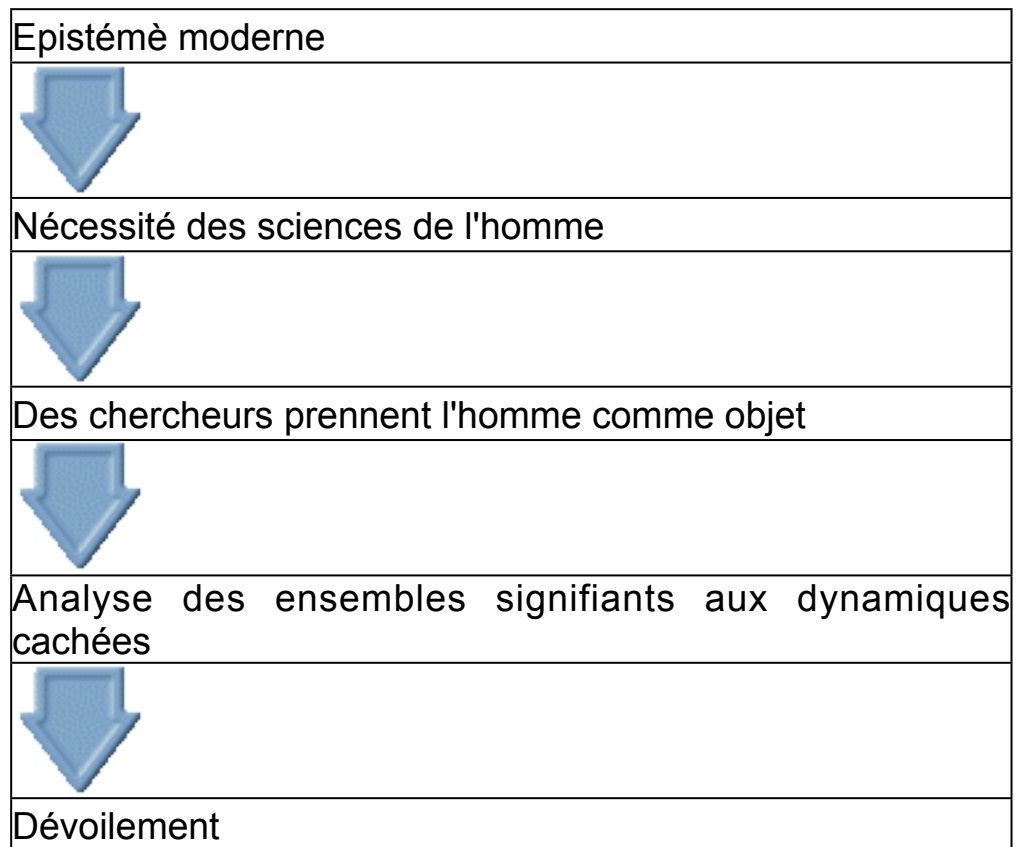 Epistémè moderne
Nécessité des sciences de l'homme
Des chercheurs prennent l'homme comme objet
Analyse des ensembles signifiants aux dynamiques
cachées
Dévoilement